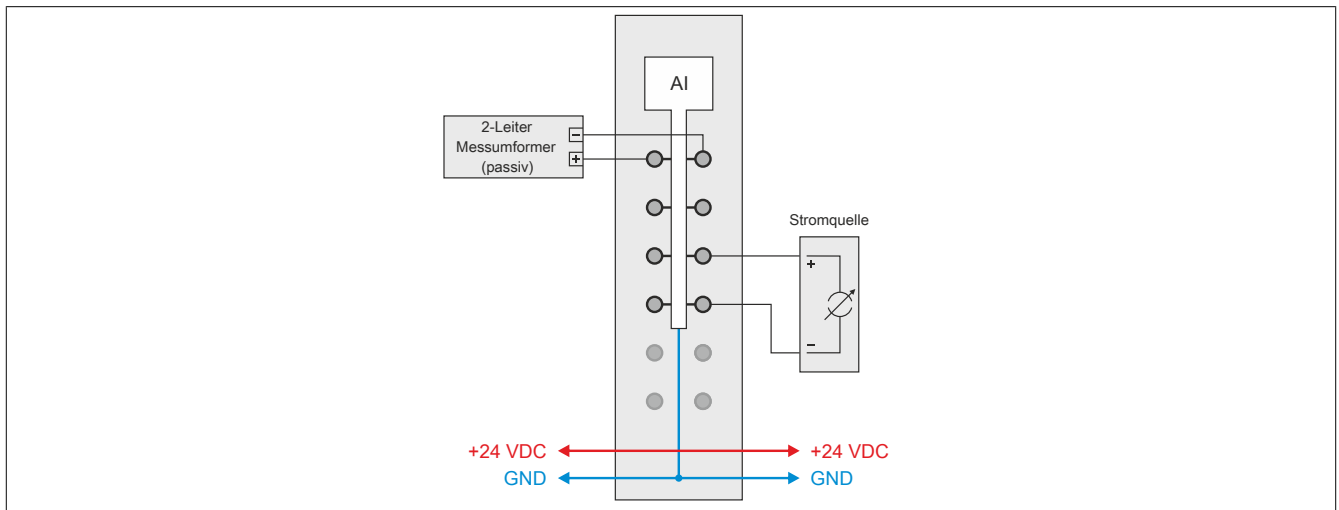 AI
2-Leiter
Messumformer
(passiv)
−
+
Stromquelle
+
−
+24 VDC
+24 VDC
GND
GND